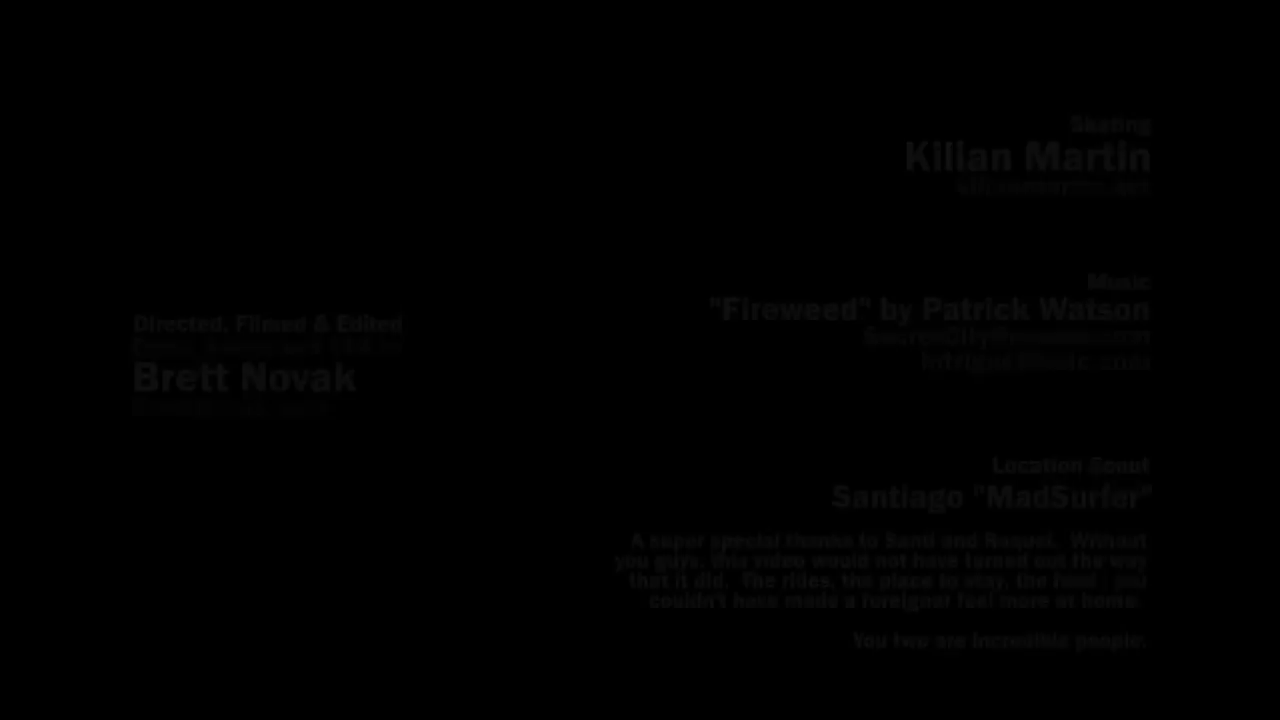 Directed, Filmed & Edited
Brett Novak
Skating
Kilian Martin
Music
"Fireweed" by Patrick Watson
Location Scout
Santiago "MadSurfer"
A super special thanks to Santi and Raquel. Without
you guys, this video would not have turned out the way
that it did. The rides, the place to stay, the food you
couldn't have made a foreigner feel more at home.
You two are incredible people.